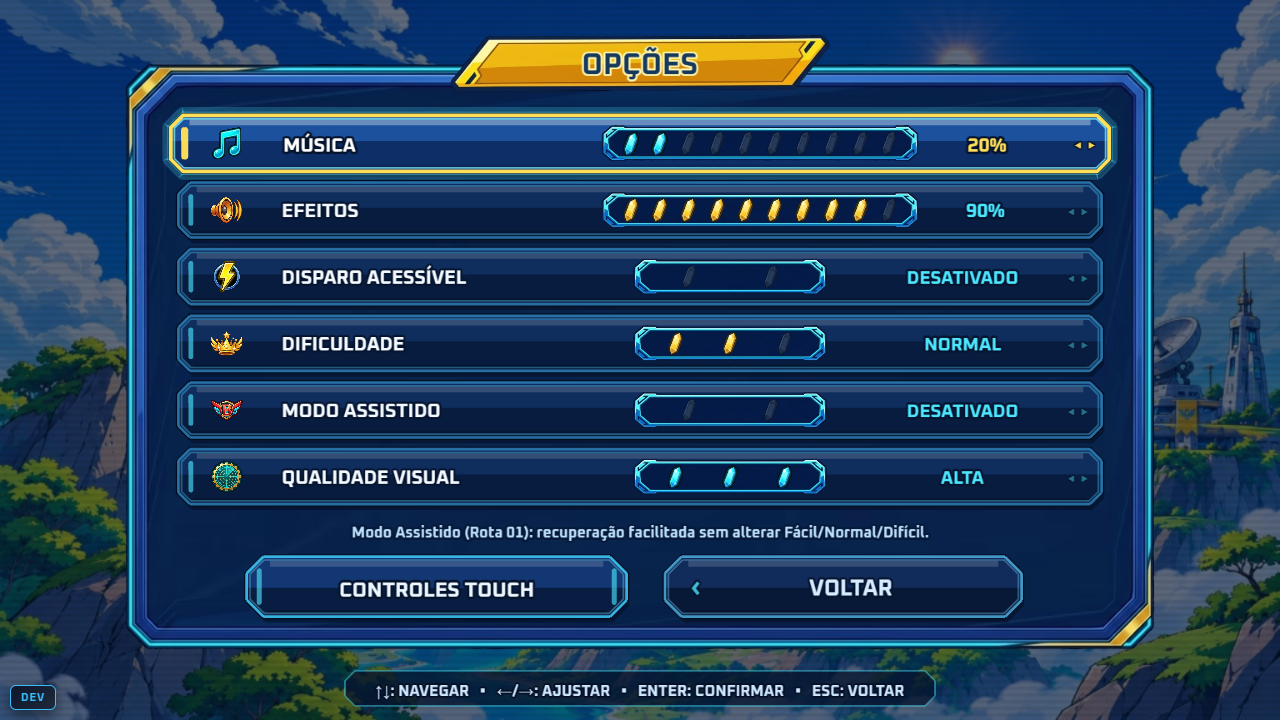 OPÇÕES
MÚSICA 20%
EFEITOS 90%
DISPARO ACESSÍVEL DESATIVADO
DIFICULDADE NORMAL
MODO ASSISTIDO DESATIVADO
QUALIDADE VISUAL ALTA
Modo Assistido (Rota 01): recuperação facilitada sem alterar Fácil/Normal/Difícil.
CONTROLES TOUCH
‹ VOLTAR
↑↓: NAVEGAR • ←/→: AJUSTAR • ENTER: CONFIRMAR • ESC: VOLTAR
DEV